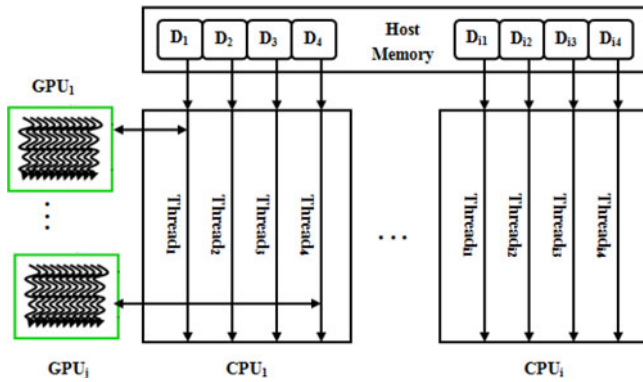 D1 D2 D3 D4 Host Memory Di1 Di2 Di3 Di4
GPU1
Thread1
Thread2
Thread3
Thread4
. . .
Threadi1
Threadi2
Threadi3
Threadi4
GPUj
CPU1
CPUi